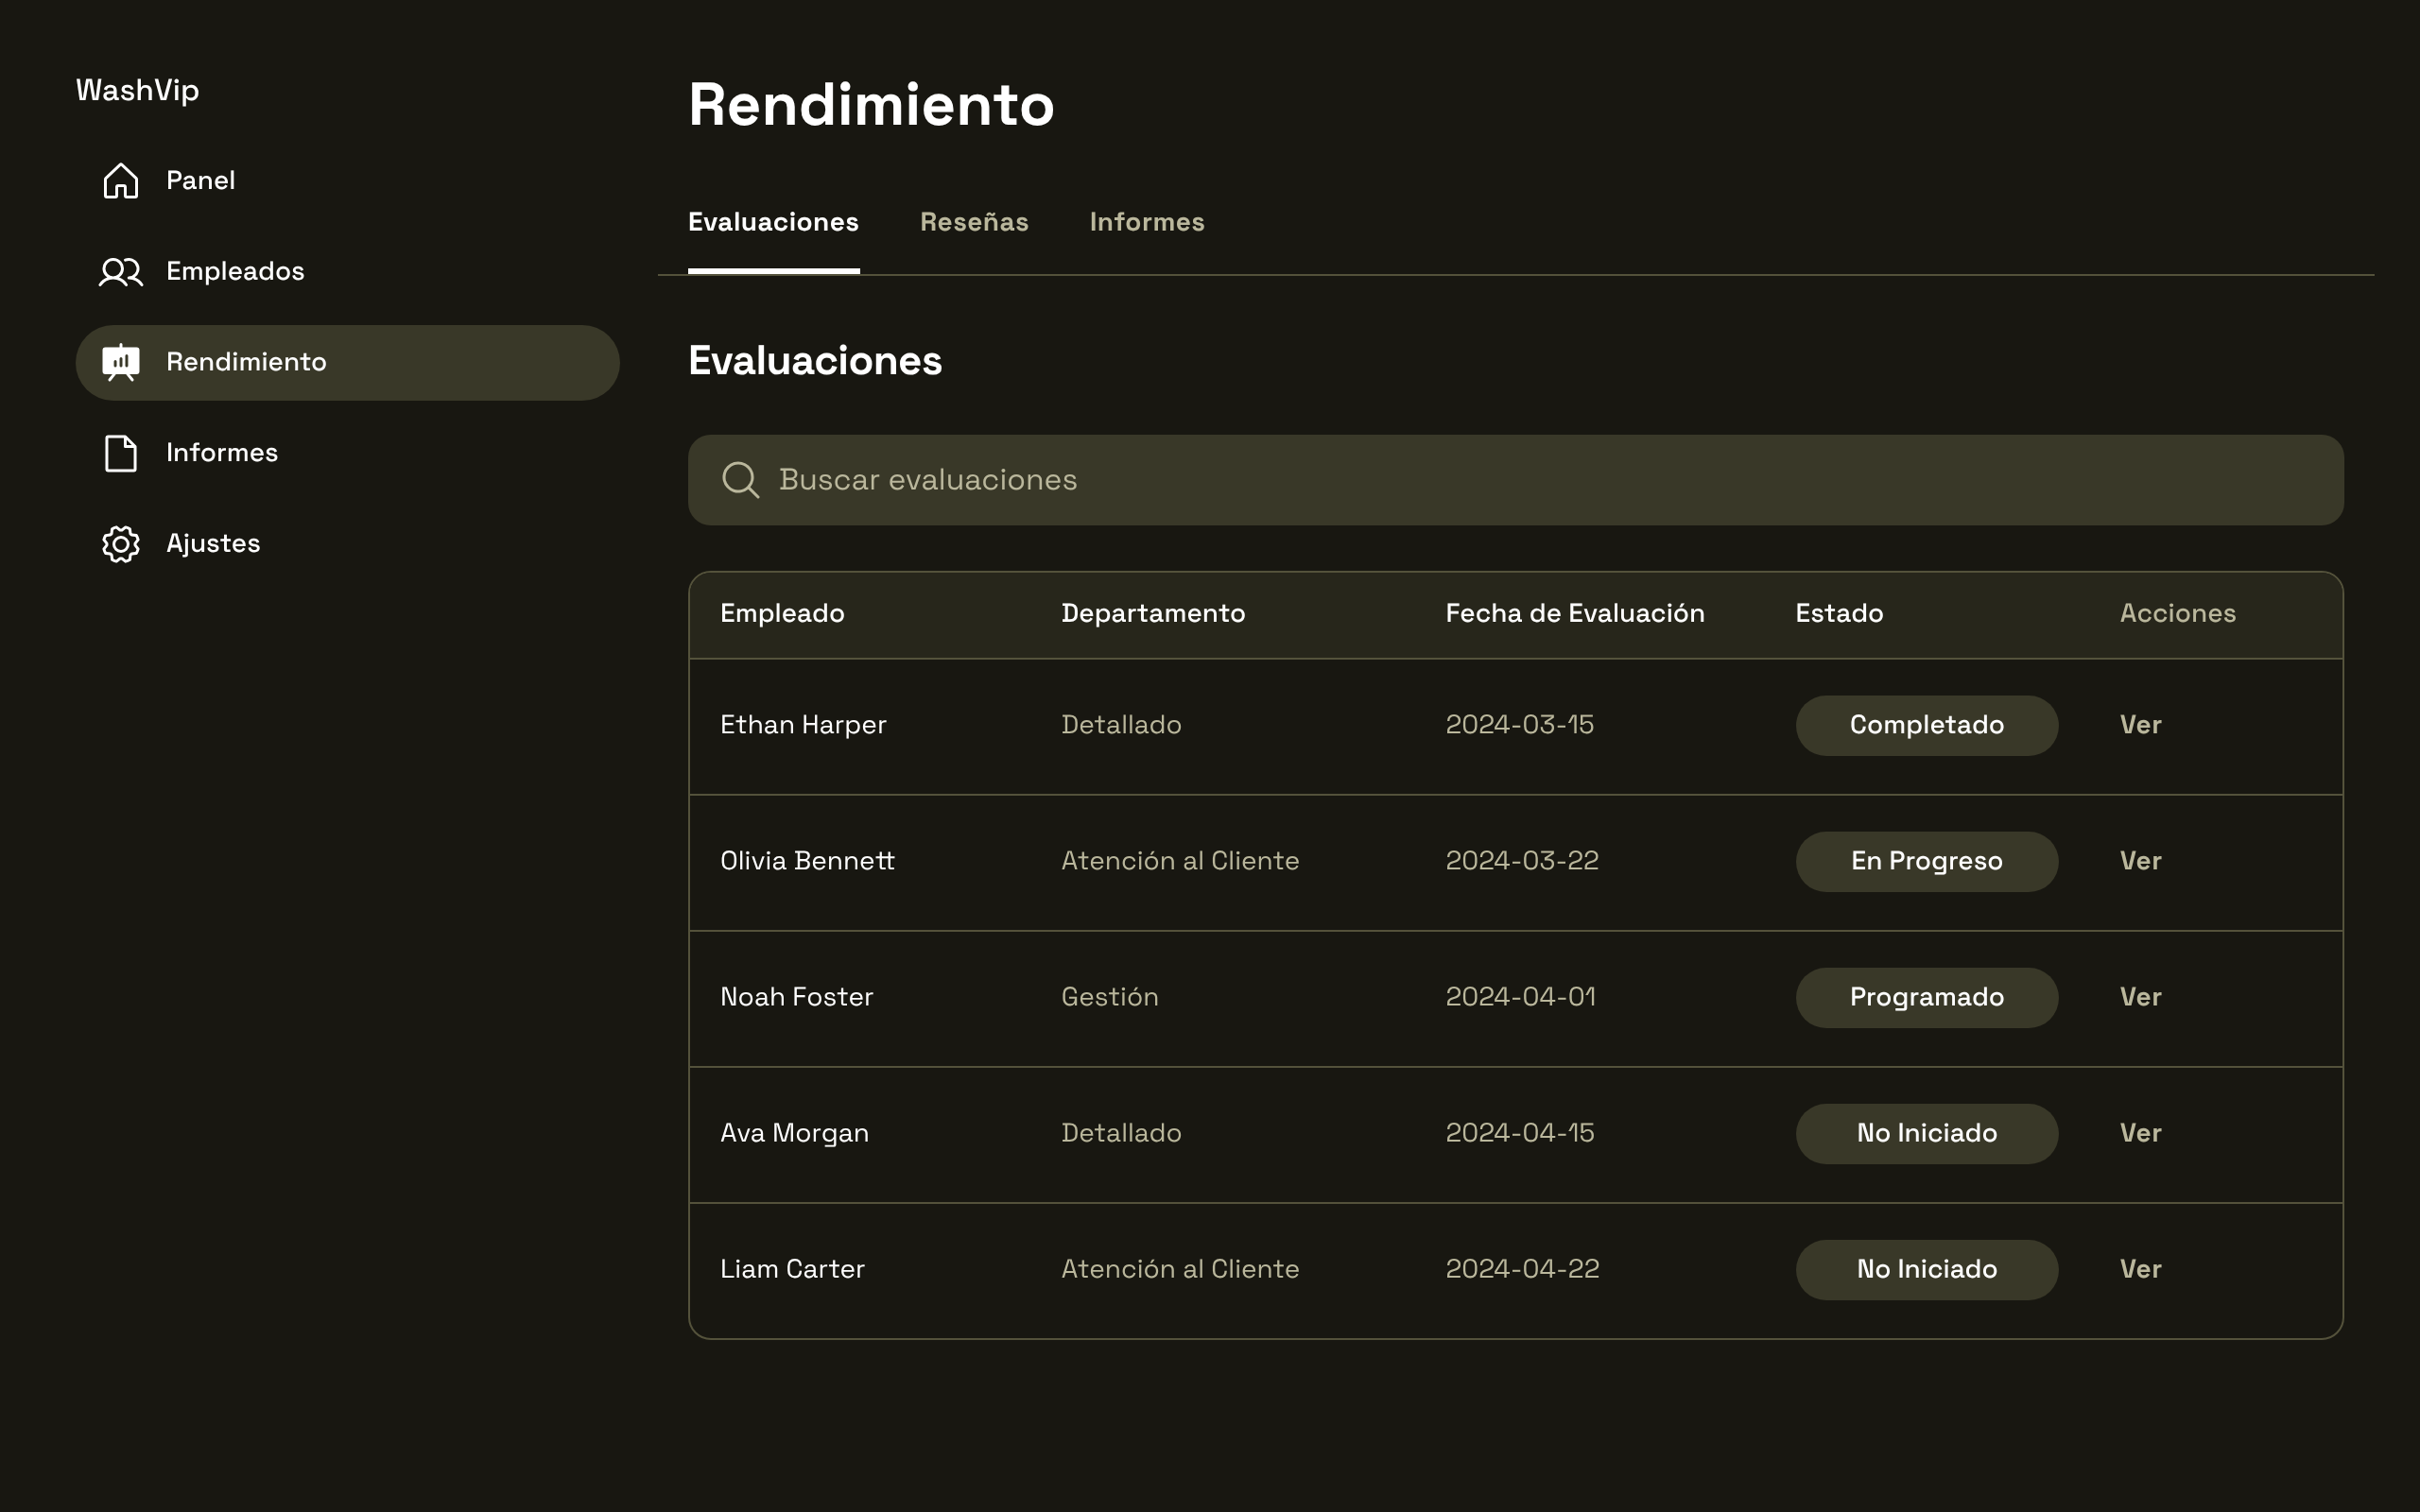 WashVip
Panel
Empleados
Rendimiento
Informes
Ajustes
Rendimiento
Evaluaciones Reseñas Informes
Evaluaciones
Buscar evaluaciones
Empleado Departamento Fecha de Evaluación Estado Acciones
Ethan Harper Detallado 2024-03-15 Completado Ver
Olivia Bennett Atención al Cliente 2024-03-22 En Progreso Ver
Noah Foster Gestión 2024-04-01 Programado Ver
Ava Morgan Detallado 2024-04-15 No Iniciado Ver
Liam Carter Atención al Cliente 2024-04-22 No Iniciado Ver